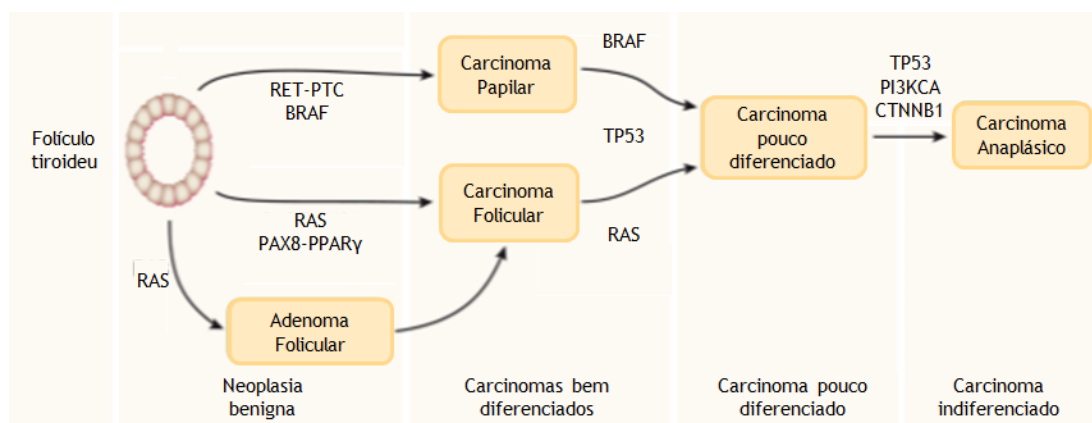 Folículo
tiroideu
RET-PTC
BRAF
RAS
PAX8-PPARγ
RAS
Adenoma
Folicular
Neoplasia
benigna
Carcinoma
Papilar
Carcinoma
Folicular
Carcinomas bem
diferenciados
BRAF
TP53
RAS
Carcinoma
pouco
diferenciado
Carcinoma pouco
diferenciado
TP53
PI3KCA
CTNNB1
Carcinoma
Anaplásico
Carcinoma
indiferenciado